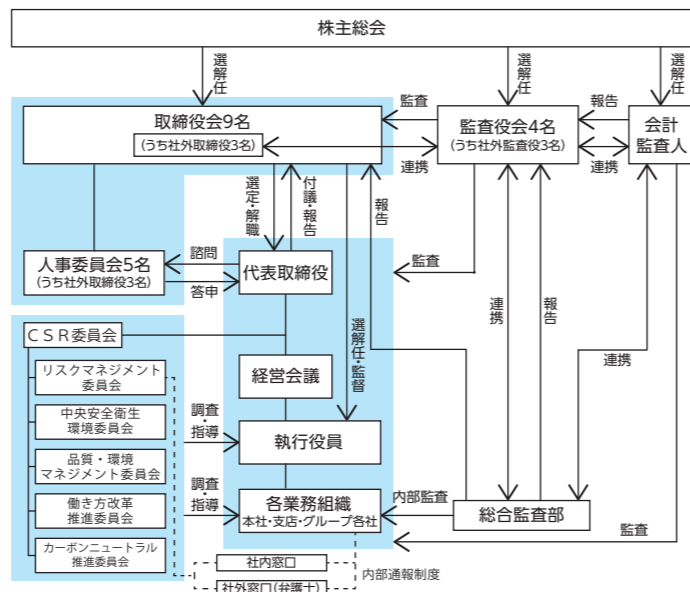 株主総会
選解任
選解任
選解任
取締役会9名
(うち社外取締役3名)
監査
監査役会4名
(うち社外監査役3名)
報告
会計
監査人
連携
連携
選定・解職
付議・報告
報告
人事委員会5名
(うち社外取締役3名)
諮問
答申
代表取締役
監査
選解任・監督
連携
報告
連携
CSR委員会
リスクマネジメント
委員会
中央安全衛生
環境委員会
品質・環境
マネジメント委員会
働き方改革
推進委員会
カーボンニュートラル
推進委員会
経営会議
調査・指導
執行役員
調査・指導
各業務組織
本社・支店・グループ各社
内部監査
総合監査部
監査
社内窓口
社外窓口(弁護士)
内部通報制度